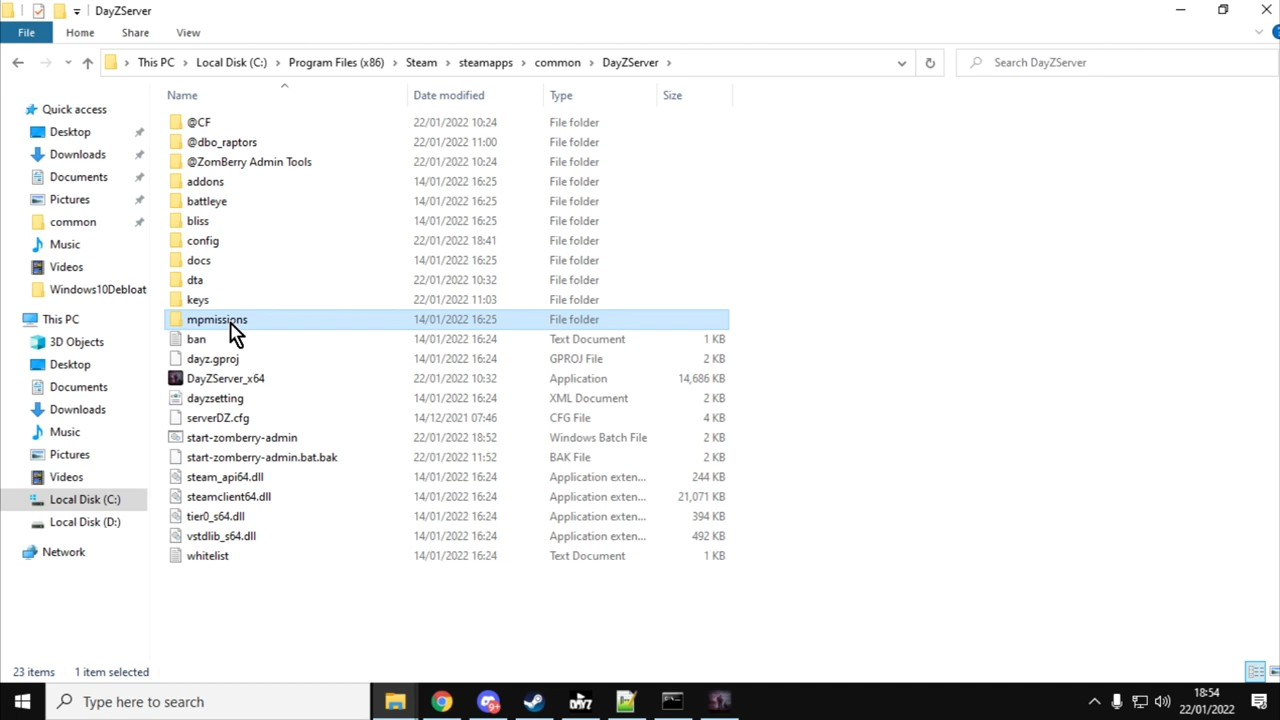 DayZServer
File Home Share View
This PC Local Disk (C:) Program Files (x86) Steam steamapps common DayZServer Search DayZServer
Name Date modified Type Size
Quick access
Desktop
Downloads
Documents
Pictures
common
Music
Videos
Windows10Debloat
This PC
3D Objects
Desktop
Documents
Downloads
Music
Pictures
Videos
Local Disk (C:)
Local Disk (D:)
Network
@CF 22/01/2022 10:24 File folder
@dbo_raptors 22/01/2022 11:00 File folder
@ZomBerry Admin Tools 22/01/2022 10:24 File folder
addons 14/01/2022 16:25 File folder
battleye 14/01/2022 16:25 File folder
bliss 14/01/2022 16:25 File folder
config 22/01/2022 18:41 File folder
docs 14/01/2022 16:25 File folder
dta 22/01/2022 10:32 File folder
keys 22/01/2022 11:03 File folder
mpmissions 14/01/2022 16:25 File folder
ban 14/01/2022 16:24 Text Document 1 KB
dayz.gproj 14/01/2022 16:24 GPROJ File 2 KB
DayZServer_x64 22/01/2022 10:32 Application 14,686 KB
dayzsetting 14/01/2022 16:24 XML Document 2 KB
serverDZ.cfg 14/12/2021 07:46 CFG File 4 KB
start-zomberry-admin 22/01/2022 18:52 Windows Batch File 2 KB
start-zomberry-admin.bat.bak 22/01/2022 11:52 BAK File 2 KB
steam_api64.dll 14/01/2022 16:24 Application exten... 244 KB
steamclient64.dll 14/01/2022 16:24 Application exten... 21,071 KB
tier0_s64.dll 14/01/2022 16:24 Application exten... 394 KB
vstdlib_s64.dll 14/01/2022 16:24 Application exten... 492 KB
whitelist 14/01/2022 16:24 Text Document 1 KB
23 items 1 item selected
Type here to search
18:54
22/01/2022